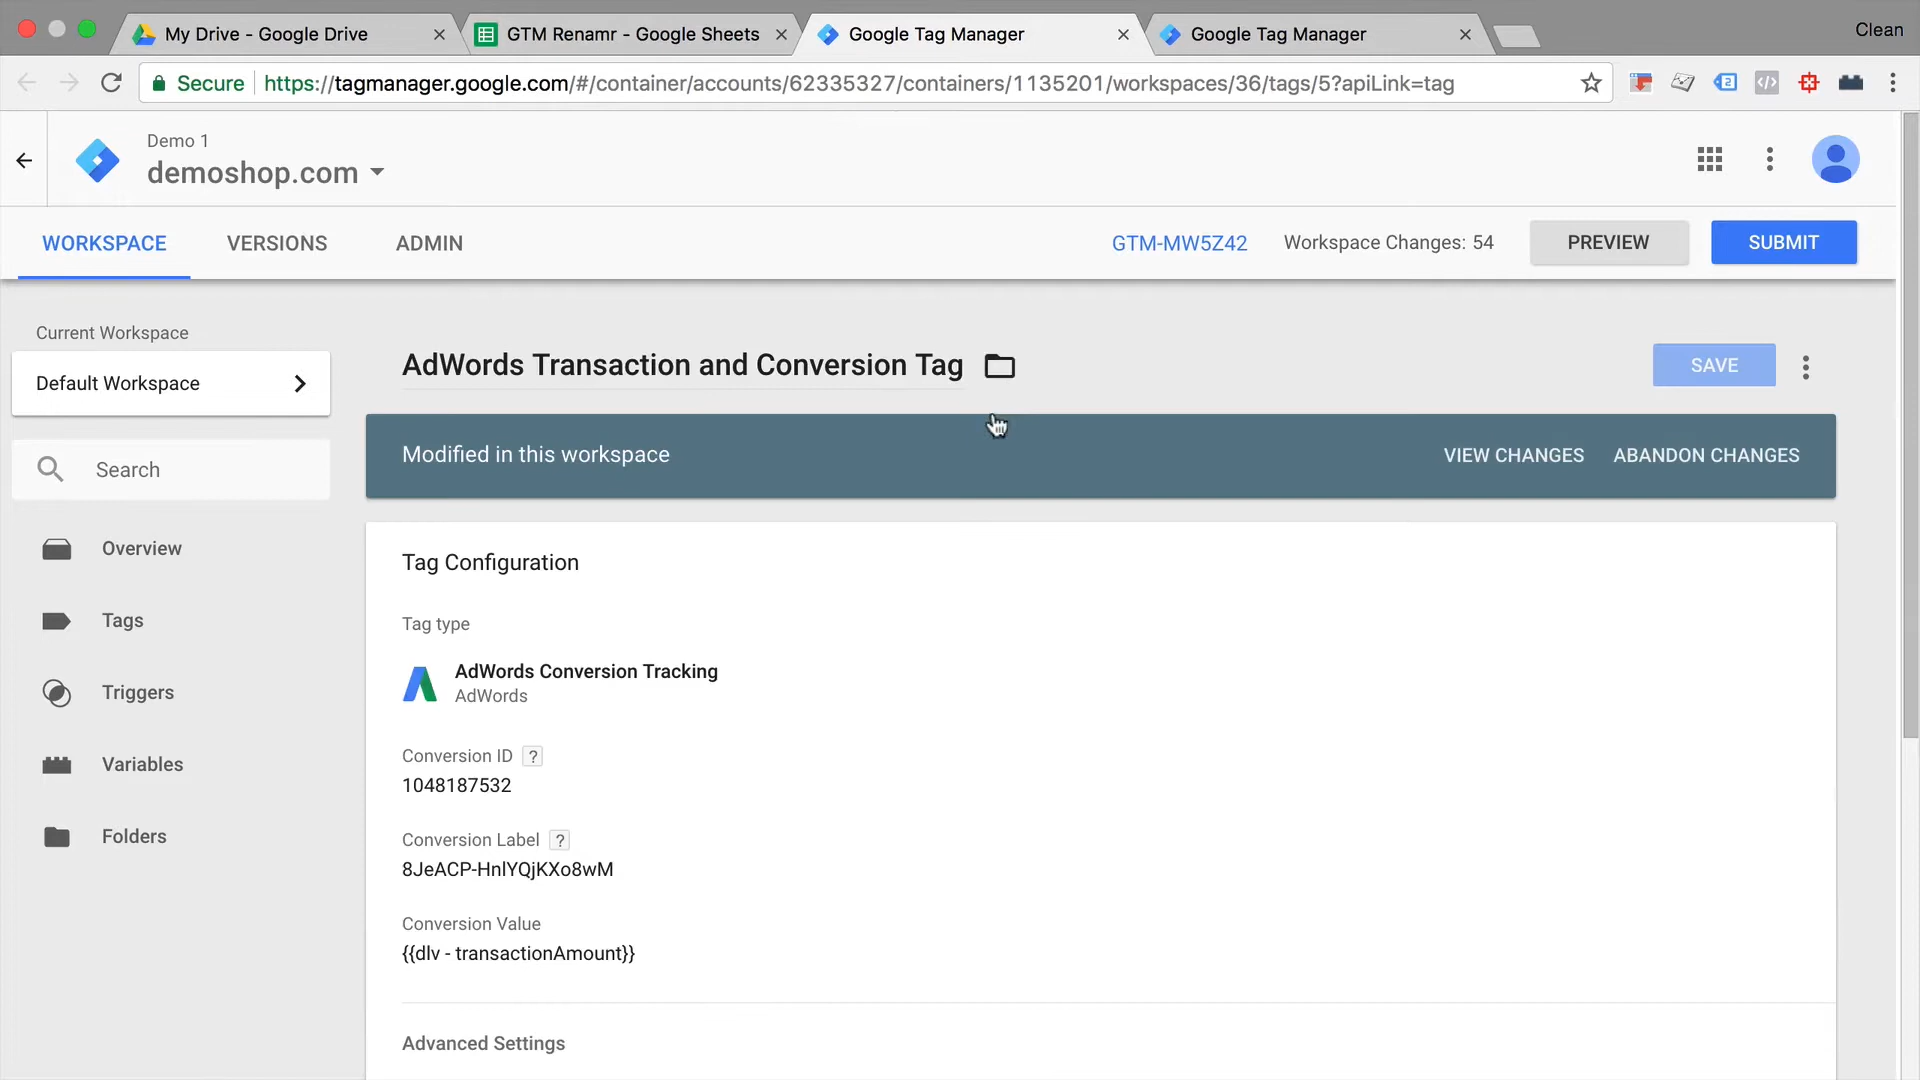 My Drive - Google Drive
GTM Renamr - Google Sheets
Google Tag Manager
Google Tag Manager
Clean
Secure
https://tagmanager.google.com/#/container/accounts/62335327/containers/1135201/workspaces/36/tags/5?apiLink=tag
2
Demo 1
demoshop.com
WORKSPACE
VERSIONS
ADMIN
GTM-MW5Z42
Workspace Changes: 54
PREVIEW
SUBMIT
Current Workspace
Default Workspace
Search
Overview
Tags
Triggers
Variables
Folders
AdWords Transaction and Conversion Tag
SAVE
Modified in this workspace
VIEW CHANGES
ABANDON CHANGES
Tag Configuration
Tag type
AdWords Conversion Tracking
AdWords
Conversion ID ?
1048187532
Conversion Label ?
8JeACP-HnlYQjKXo8wM
Conversion Value
{{dlv - transactionAmount}}
Advanced Settings